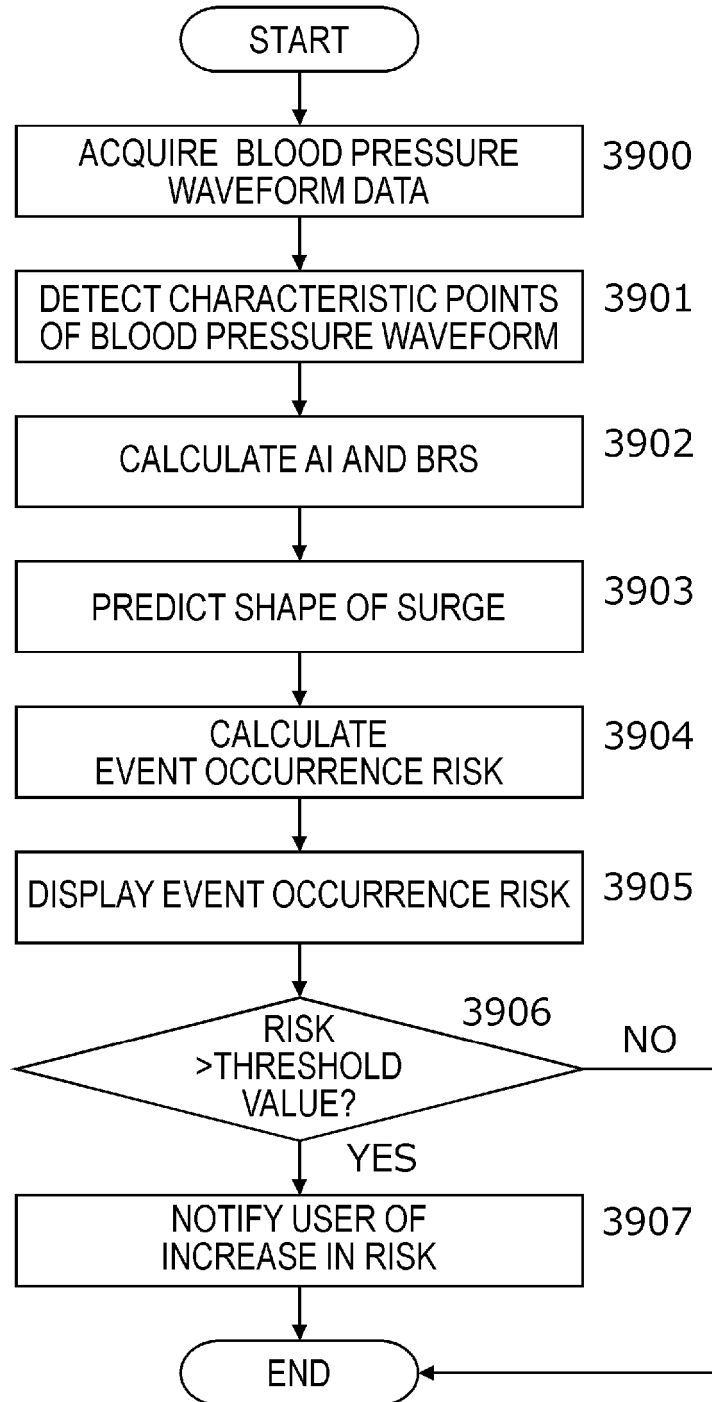 START
ACQUIRE BLOOD PRESSURE
WAVEFORM DATA
3900
DETECT CHARACTERISTIC POINTS
OF BLOOD PRESSURE WAVEFORM
3901
CALCULATE AI AND BRS
3902
PREDICT SHAPE OF SURGE
3903
CALCULATE
EVENT OCCURRENCE RISK
3904
DISPLAY EVENT OCCURRENCE RISK
3905
3906
RISK
>THRESHOLD
VALUE?
NO
YES
NOTIFY USER OF
INCREASE IN RISK
3907
END